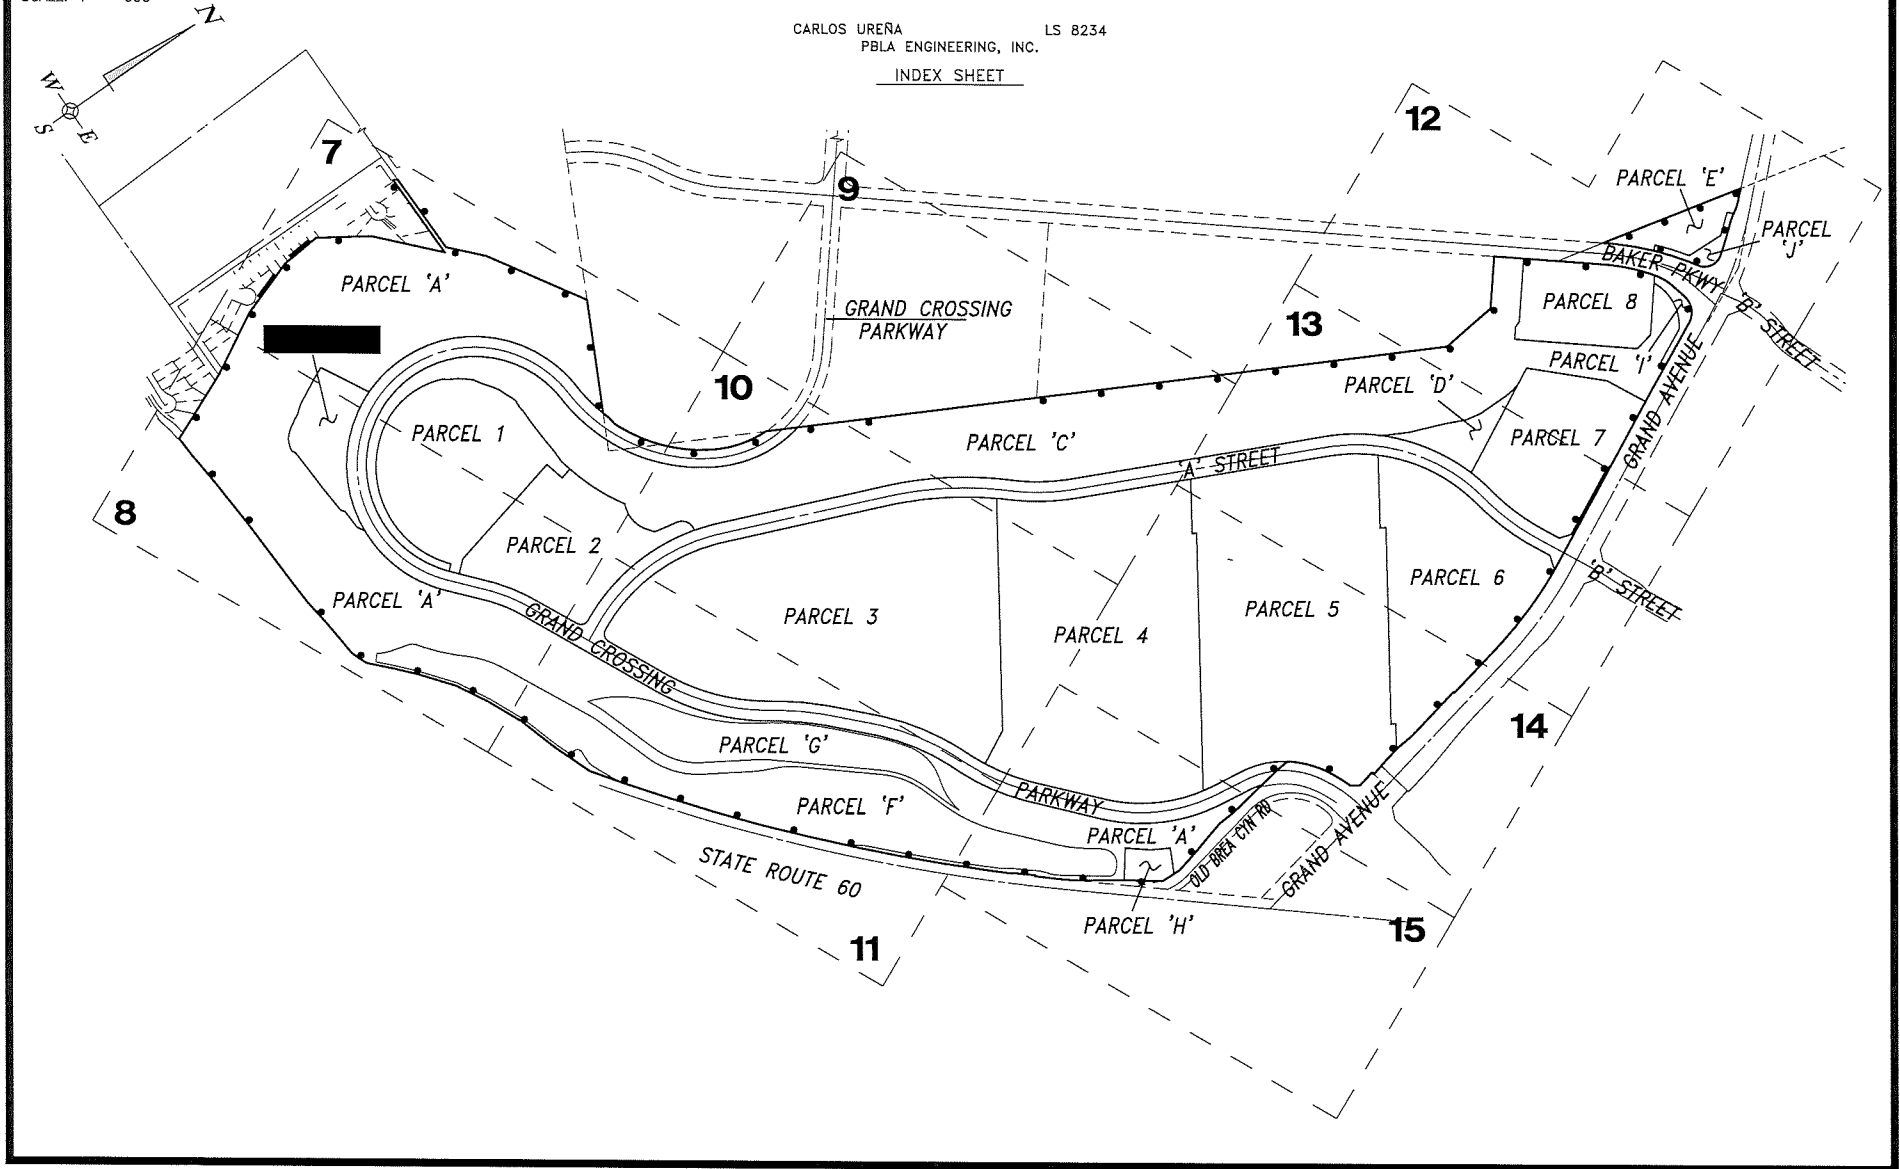 N
W
S
E
CARLOS UREÑA LS 8234
PBLA ENGINEERING, INC.
INDEX SHEET
7
12
9
PARCEL 'E'
PARCEL
'J'
BAKER PKWY
'B' STREET
PARCEL 'A'
GRAND CROSSING
PARKWAY
13
PARCEL 8
PARCEL 'I'
GRAND AVENUE
10
PARCEL 'D'
PARCEL 1
PARCEL 'C'
'A' STREET
PARCEL 7
8
PARCEL 2
PARCEL 6
'B' STREET
PARCEL 'A'
GRAND CROSSING
PARCEL 3
PARCEL 4
PARCEL 5
14
PARCEL 'G'
PARKWAY
PARCEL 'F'
PARCEL 'A'
OLD BREA CYN RD
GRAND AVENUE
STATE ROUTE 60
PARCEL 'H'
11
15